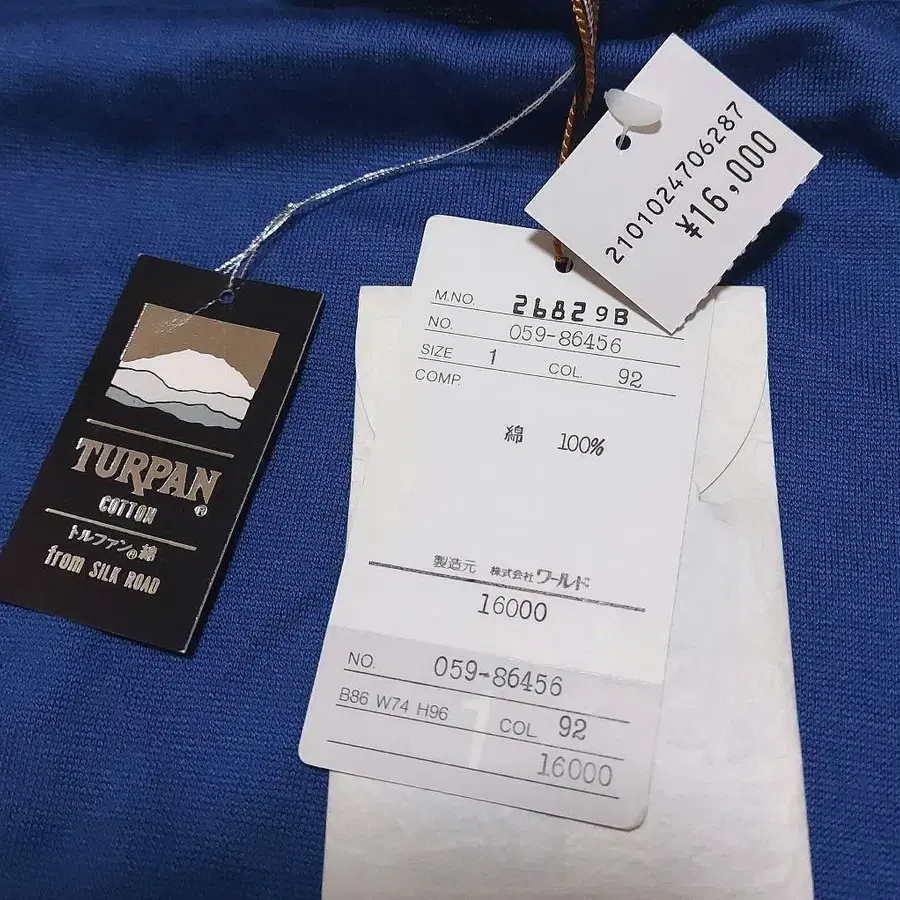 2101024706287
¥16,000
M.NO. 26829B
NO. 059-86456
SIZE 1 COL. 92
COMP.
綿 100%
製造元 株式会社ワールド
16000
NO. 059-86456
B86 W74 H96 COL 92
16000
TURPAN®
COTTON
トルファン®綿
from SILK ROAD